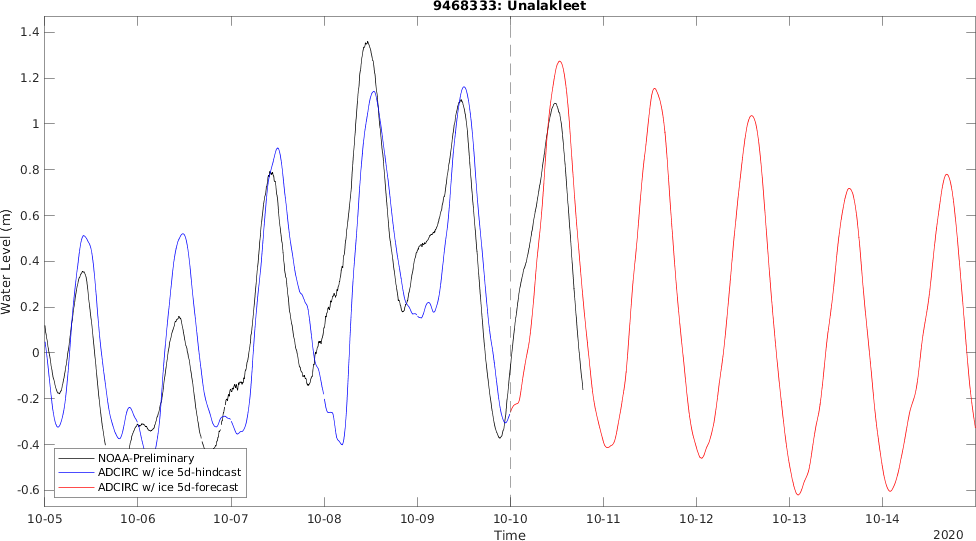 9468333: Unalakleet
Water Level (m)
1.4
1.2
1
0.8
0.6
0.4
0.2
0
-0.2
-0.4
-0.6
NOAA-Preliminary
ADCIRC w/ ice 5d-hindcast
ADCIRC w/ ice 5d-forecast
10-05 10-06 10-07 10-08 10-09 10-10 10-11 10-12 10-13 10-14
Time
2020